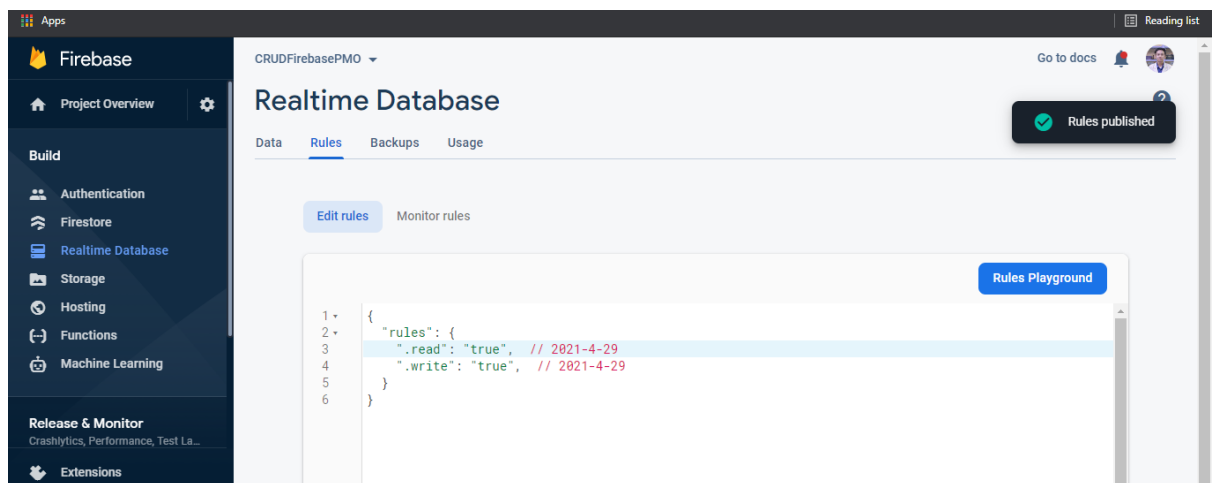 Apps
Reading list
Firebase
Project Overview
Build
Authentication
Firestore
Realtime Database
Storage
Hosting
Functions
Machine Learning
Release & Monitor
Crashlytics, Performance, Test La...
Extensions
CRUDFirebasePMO
Go to docs
Realtime Database
?
Rules published
Data Rules Backups Usage
Edit rules Monitor rules
Rules Playground
1 {
2 "rules": {
3 ".read": "true", // 2021-4-29
4 ".write": "true", // 2021-4-29
5 }
6 }